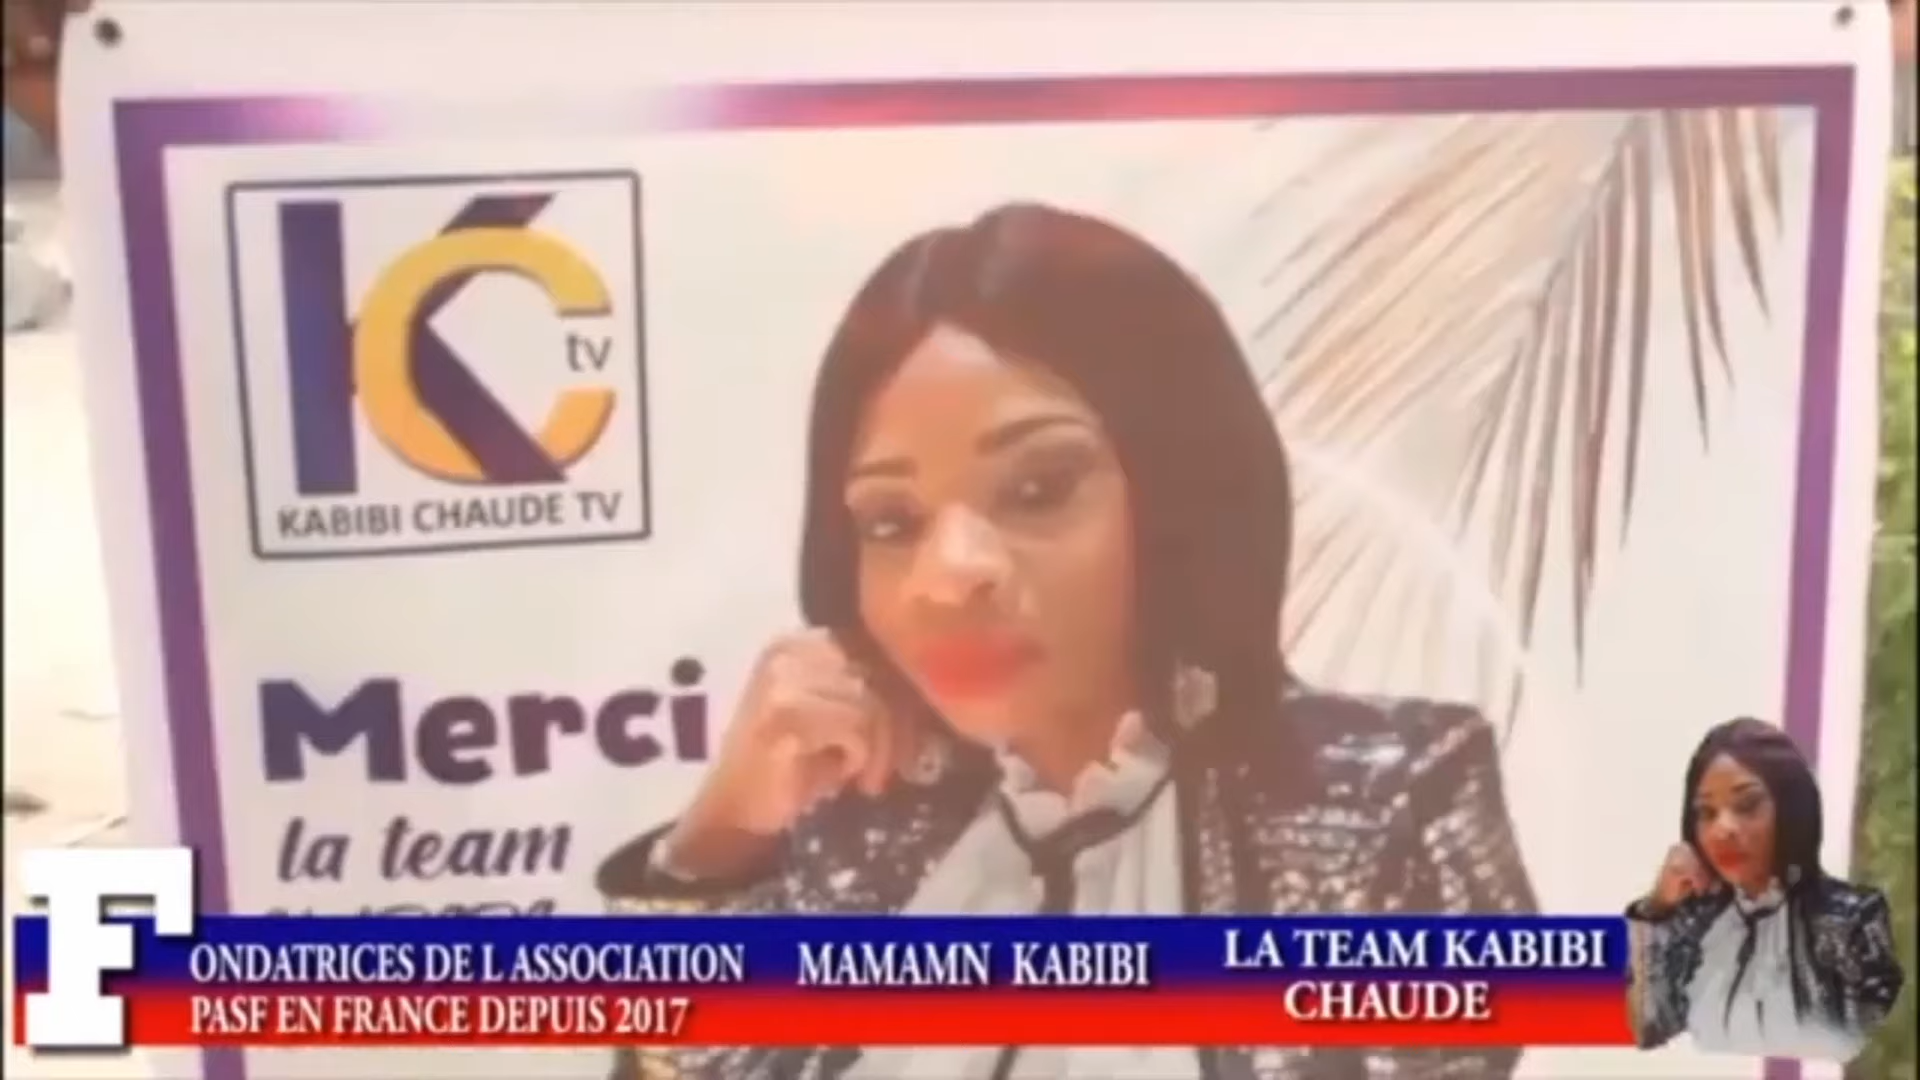 KC
tv
KABIBI CHAUDE TV
Merci
la team
FONDATRICES DE L ASSOCIATION
PASF EN FRANCE DEPUIS 2017
MAMAMN KABIBI
LA TEAM KABIBI
CHAUDE